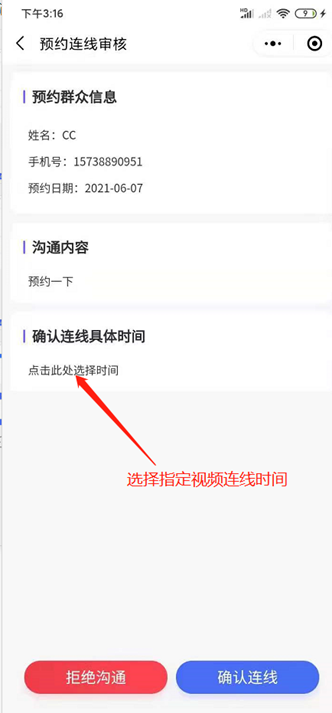 下午3:16
HD
9
预约连线审核
预约群众信息
姓名：CC
手机号：15738890951
预约日期：2021-06-07
沟通内容
预约一下
确认连线具体时间
点击此处选择时间
选择指定视频连线时间
拒绝沟通
确认连线